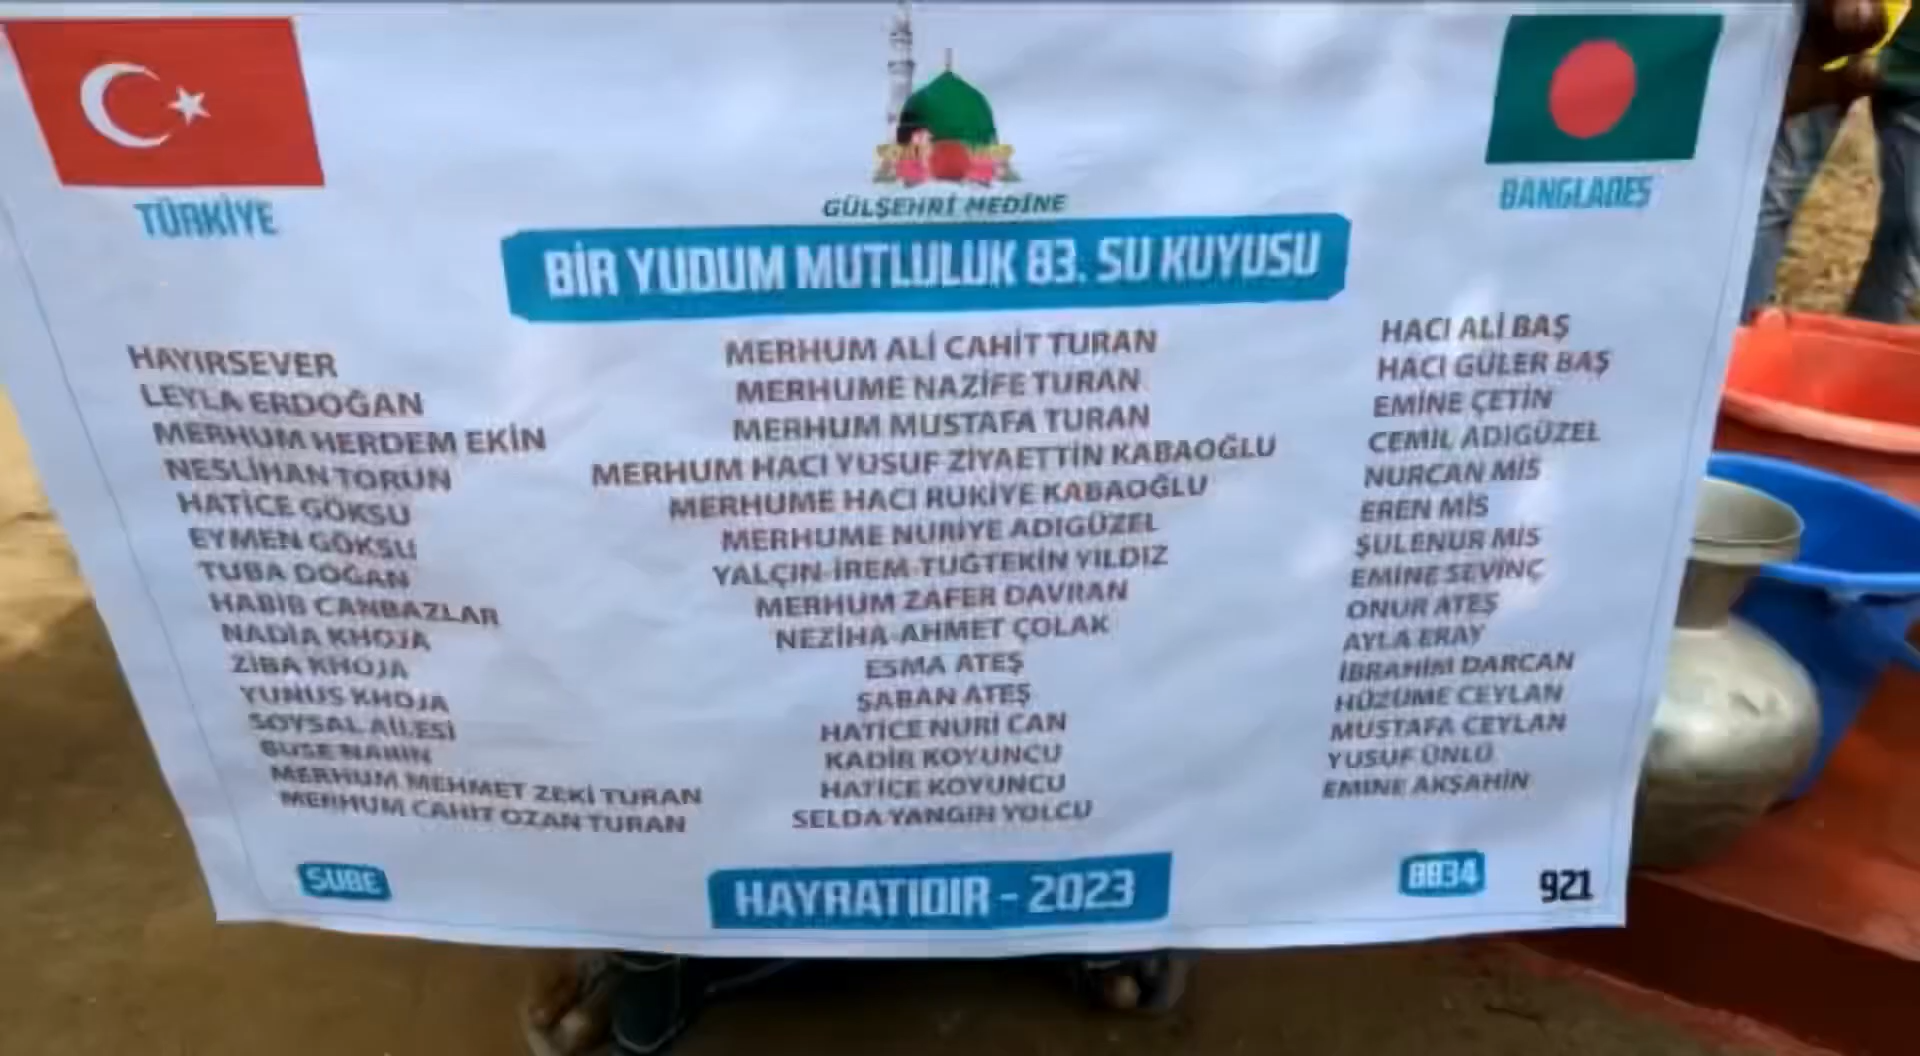 TÜRKİYE
GÜLŞEHRİ MEDİNE
BANGLADEŞ
BİR YUDUM MUTLULUK 83. SU KUYUSU
HAYIRSEVER
LEYLA ERDOĞAN
MERHUM HERDEM EKİN
NESLİHAN TORUN
HATİCE GÖKSU
EYMEN GÖKSU
TUBA DOĞAN
HABIB CANBAZLAR
NADİA KHOJA
ZİBA KHOJA
YUNUS KHOJA
SOYSAL AİLESİ
BUSE NARIN
MERHUM MEHMET ZEKİ TURAN
MERHUM CAHIT OZAN TURAN
MERHUM ALİ CAHİT TURAN
MERHUME NAZİFE TURAN
MERHUM MUSTAFA TURAN
MERHUM HACI YUSUF ZİYAETTİN KABAOĞLU
MERHUME HACI RUKİYE KABAOĞLU
MERHUME NURİYE ADIGÜZEL
YALÇIN-İREM-TUĞTEKİN YILDIZ
MERHUM ZAFER DAVRAN
NEZİHA-AHMET ÇOLAK
ESMA ATEŞ
ŞABAN ATEŞ
HATİCE NURİ CAN
KADİR KOYUNCU
HATİCE KOYUNCU
SELDA YANGIN YOLCU
HACI ALİ BAŞ
HACI GÜLER BAŞ
EMİNE ÇETİN
CEMİL ADIGÜZEL
NURCAN MİS
EREN MİS
ŞULENUR MİS
EMİNE SEVİNÇ
ONUR ATEŞ
AYLA ERAY
İBRAHİM DARCAN
HÜZÜME CEYLAN
MUSTAFA CEYLAN
YUSUF ÜNLÜ
EMİNE AKŞAHİN
ŞUBE
HAYRATIDIR - 2023
8834
921